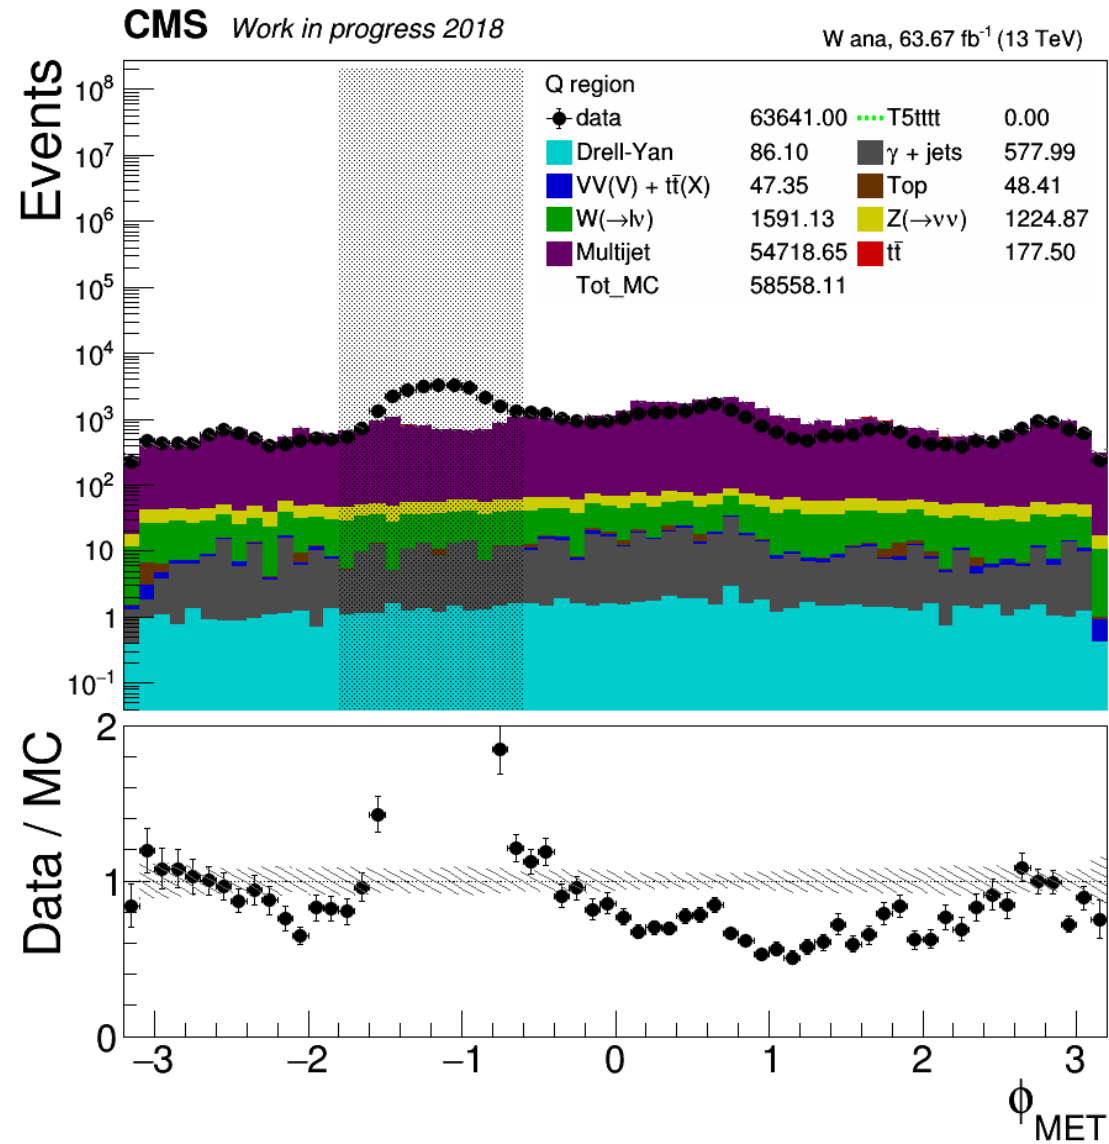 CMS Work in progress 2018
W ana, 63.67 fb⁻¹ (13 TeV)
Events
10⁸
10⁷
10⁶
10⁵
10⁴
10³
10²
10
1
10⁻¹
Q region
data 63641.00 T5tttt 0.00
Drell-Yan 86.10 γ + jets 577.99
VV(V) + tt̄(X) 47.35 Top 48.41
W(→lν) 1591.13 Z(→νν) 1224.87
Multijet 54718.65 tt̄ 177.50
Tot_MC 58558.11
Data / MC
2
1
0
−3 −2 −1 0 1 2 3
ϕ_MET